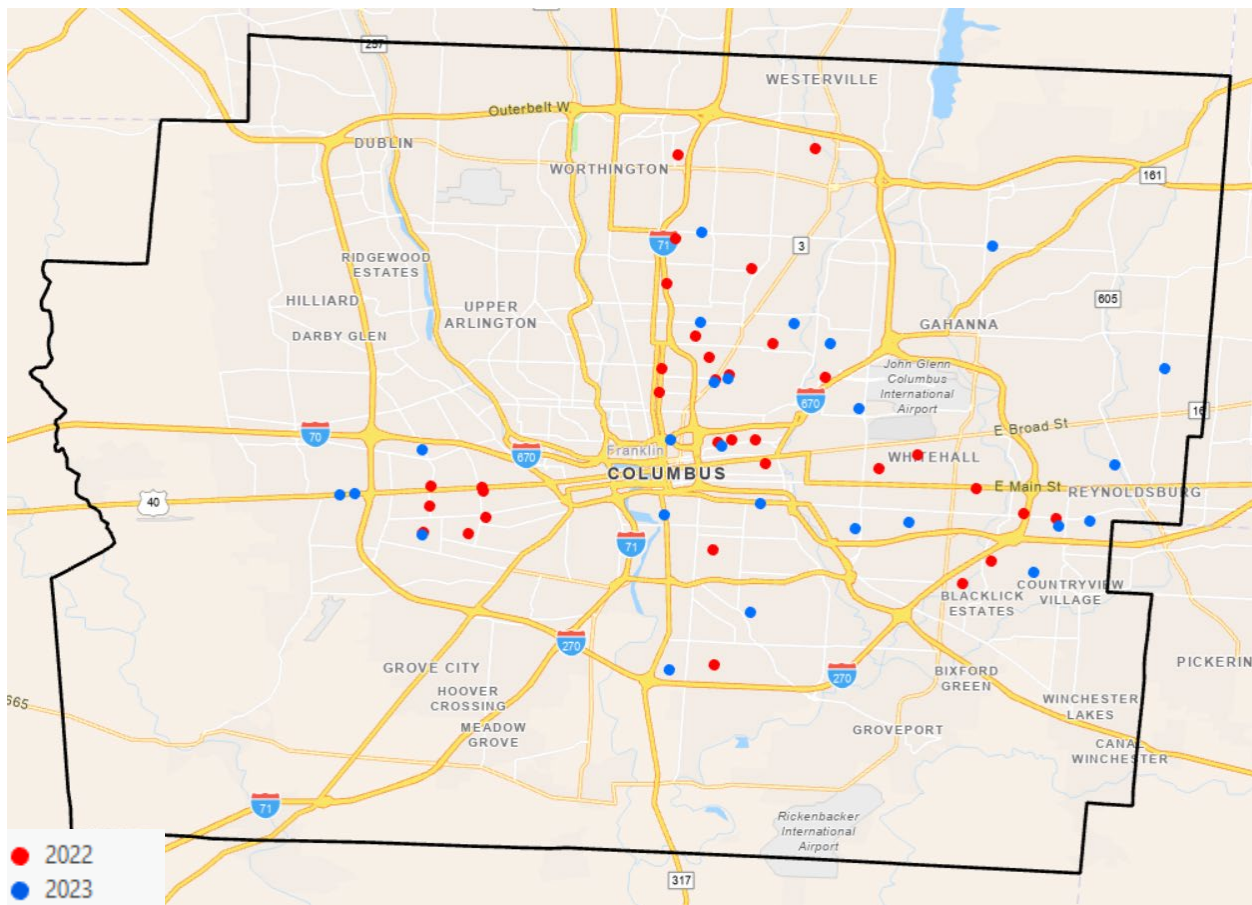 257
WESTERVILLE
Outerbelt W
DUBLIN
WORTHINGTON
161
71
3
RIDGEWOOD
ESTATES
HILLIARD
UPPER
ARLINGTON
605
DARBY GLEN
GAHANNA
John Glenn
Columbus
International
Airport
670
16
70
E Broad St
Franklin
670
WHITEHALL
COLUMBUS
40
E Main St
REYNOLDSBURG
71
BLACKLICK
ESTATES
COUNTRYVIEW
VILLAGE
270
GROVE CITY
PICKERIN
HOOVER
CROSSING
270
BIXFORD
GREEN
665
MEADOW
GROVE
WINCHESTER
LAKES
GROVEPORT
CANAL
WINCHESTER
71
Rickenbacker
International
Airport
317
2022
2023